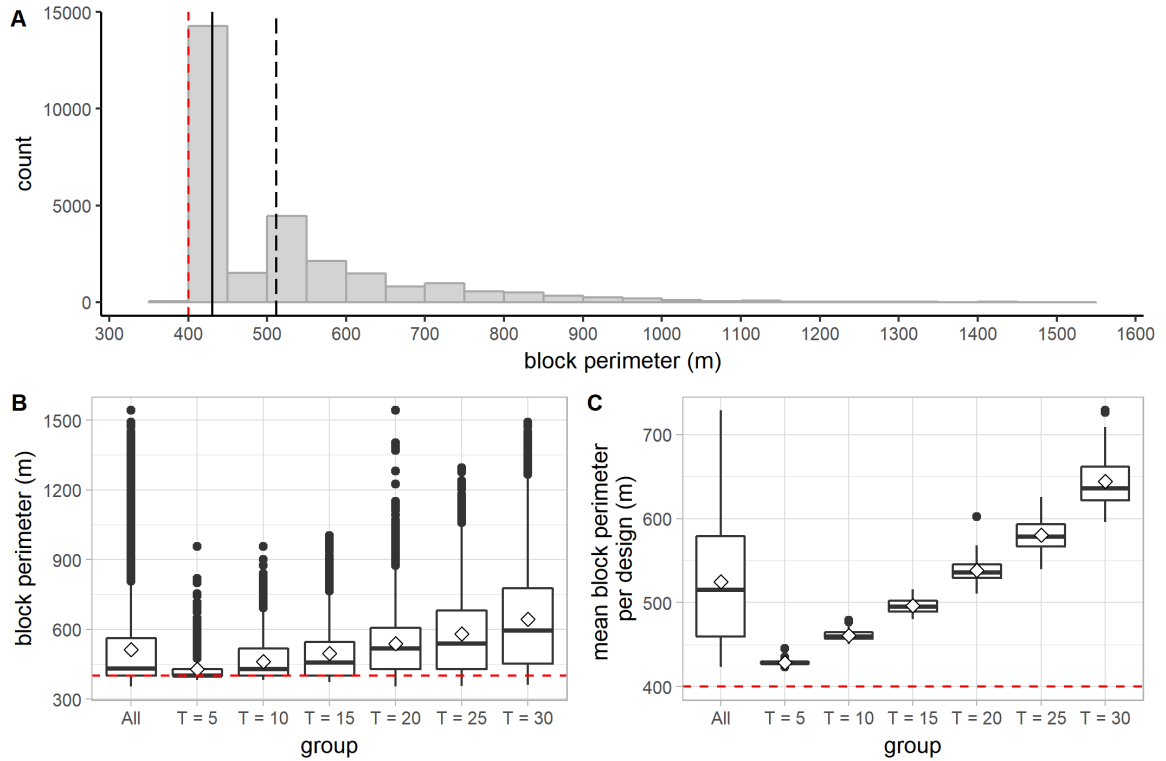 A
15000
10000
5000
0
count
300 400 500 600 700 800 900 1000 1100 1200 1300 1400 1500 1600
block perimeter (m)
B
1500
1200
900
600
300
block perimeter (m)
All T = 5 T = 10 T = 15 T = 20 T = 25 T = 30
group
C
700
600
500
400
mean block perimeter
per design (m)
All T = 5 T = 10 T = 15 T = 20 T = 25 T = 30
group